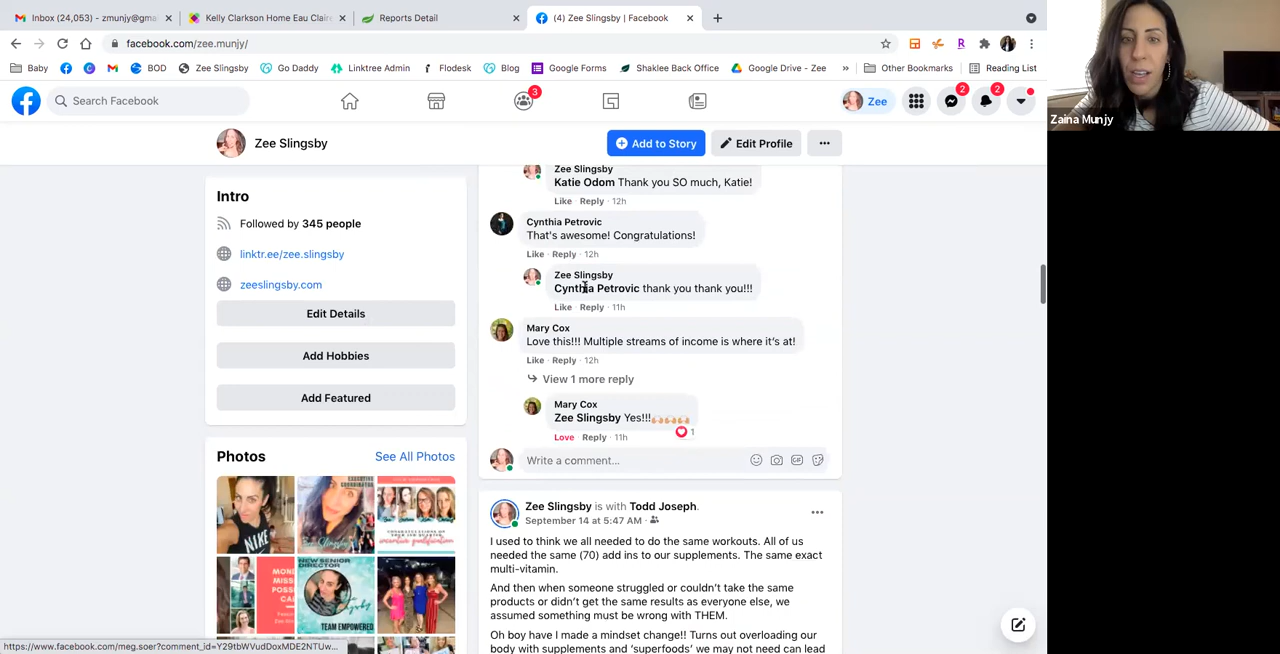 Inbox (24,053) - zmunjy@gma
Kelly Clarkson Home Eau Claire
Reports Detail
(4) Zee Slingsby | Facebook
facebook.com/zee.munjy/
Baby
BOD
Zee Slingsby
Go Daddy
Linktree Admin
Flodesk
Blog
Google Forms
Shaklee Back Office
Google Drive - Zee
»
Other Bookmarks
Reading List
Search Facebook
3
Zee
2
2
Zaina Munjy
Zee Slingsby
Add to Story
Edit Profile
Intro
Followed by 345 people
linktr.ee/zee.slingsby
zeeslingsby.com
Edit Details
Add Hobbies
Add Featured
Photos
See All Photos
NIKE
Zee Slingsby
Katie Odom Thank you SO much, Katie!
Like · Reply · 12h
Cynthia Petrovic
That's awesome! Congratulations!
Like · Reply · 12h
Zee Slingsby
Cynthia Petrovic thank you thank you!!!
Like · Reply · 11h
Mary Cox
Love this!!! Multiple streams of income is where it's at!
Like · Reply · 12h
View 1 more reply
Mary Cox
Zee Slingsby Yes!!!🙌🏼🙌🏼🙌🏼🙌🏼
1
Love · Reply · 11h
Write a comment...
GIF
Zee Slingsby is with Todd Joseph.
September 14 at 5:47 AM ·
I used to think we all needed to do the same workouts. All of us
needed the same (70) add ins to our supplements. The same exact
multi-vitamin.
And then when someone struggled or couldn't take the same
products or didn't get the same results as everyone else, we
assumed something must be wrong with THEM.
Oh boy have I made a mindset change!! Turns out overloading our
body with supplements and 'superfoods' we may not need can lead
https://www.facebook.com/meg.soer?comment_id=Y29tbWVudDoxMDE2NTUw...